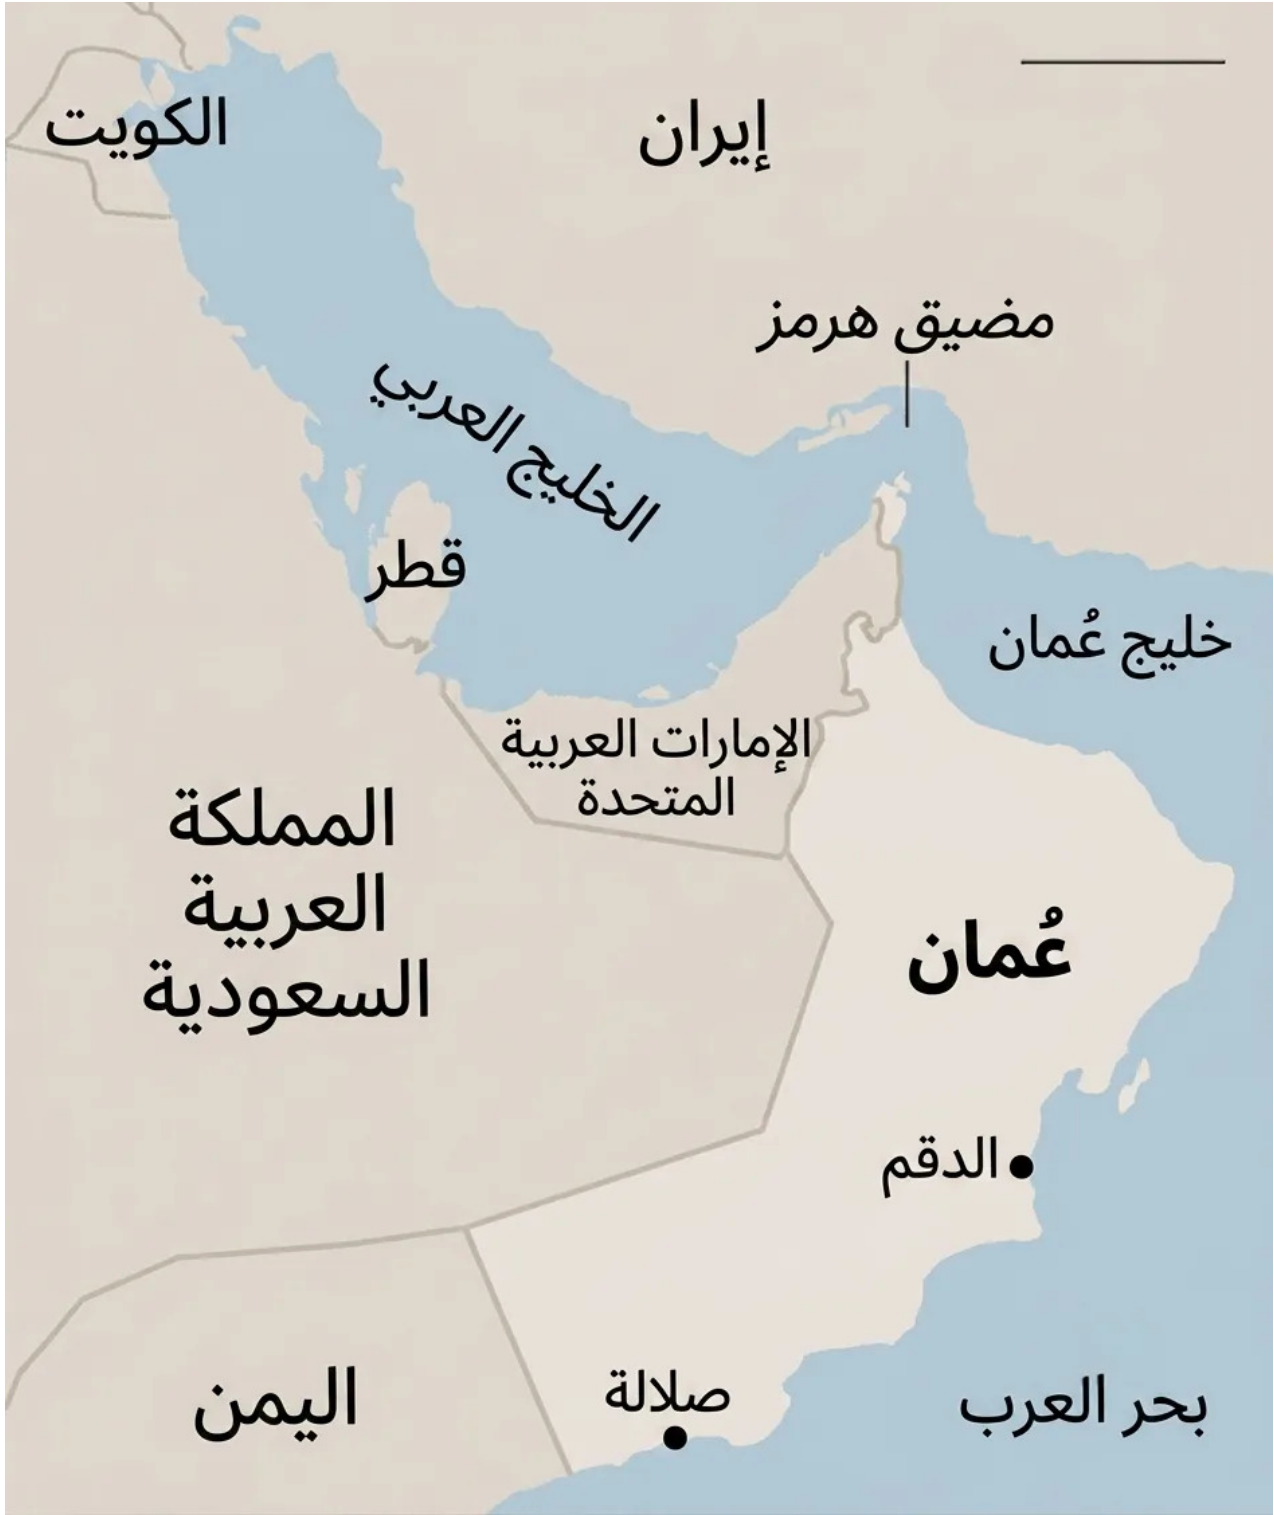 الكويت
إيران
مضيق هرمز
الخليج العربي
قطر
خليج عُمان
الإمارات العربية
المتحدة
المملكة
العربية
السعودية
عُمان
الدقم
صلالة
اليمن
بحر العرب